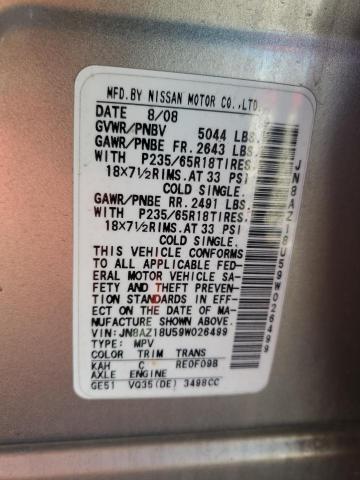 MFD.BY NISSAN MOTOR CO.,LTD.
DATE 8/08
GVWR/PNBV 5044 LBS.
GAWR/PNBE FR.2643 LBS.
WITH P235/65R18TIRES.
18X7½RIMS.AT 33 PSI
COLD SINGLE.
GAWR/PNBE RR.2491 LBS.
WITH P235/65R18TIRES.
18X7½RIMS.AT 33 PSI
COLD SINGLE.
THIS VEHICLE CONFORMS
TO ALL APPLICABLE FED-
ERAL MOTOR VEHICLE SA-
FETY AND THEFT PREVEN-
TION STANDARDS IN EFF-
ECT ON THE DATE OF MA-
NUFACTURE SHOWN ABOVE.
VIN:JN8AZ18U59W026499
TYPE: MPV
COLOR TRIM TRANS
KAH C RE0F09B
AXLE ENGINE
GE51 VQ35(DE) 3498CC
JN8AZ18U59W026499